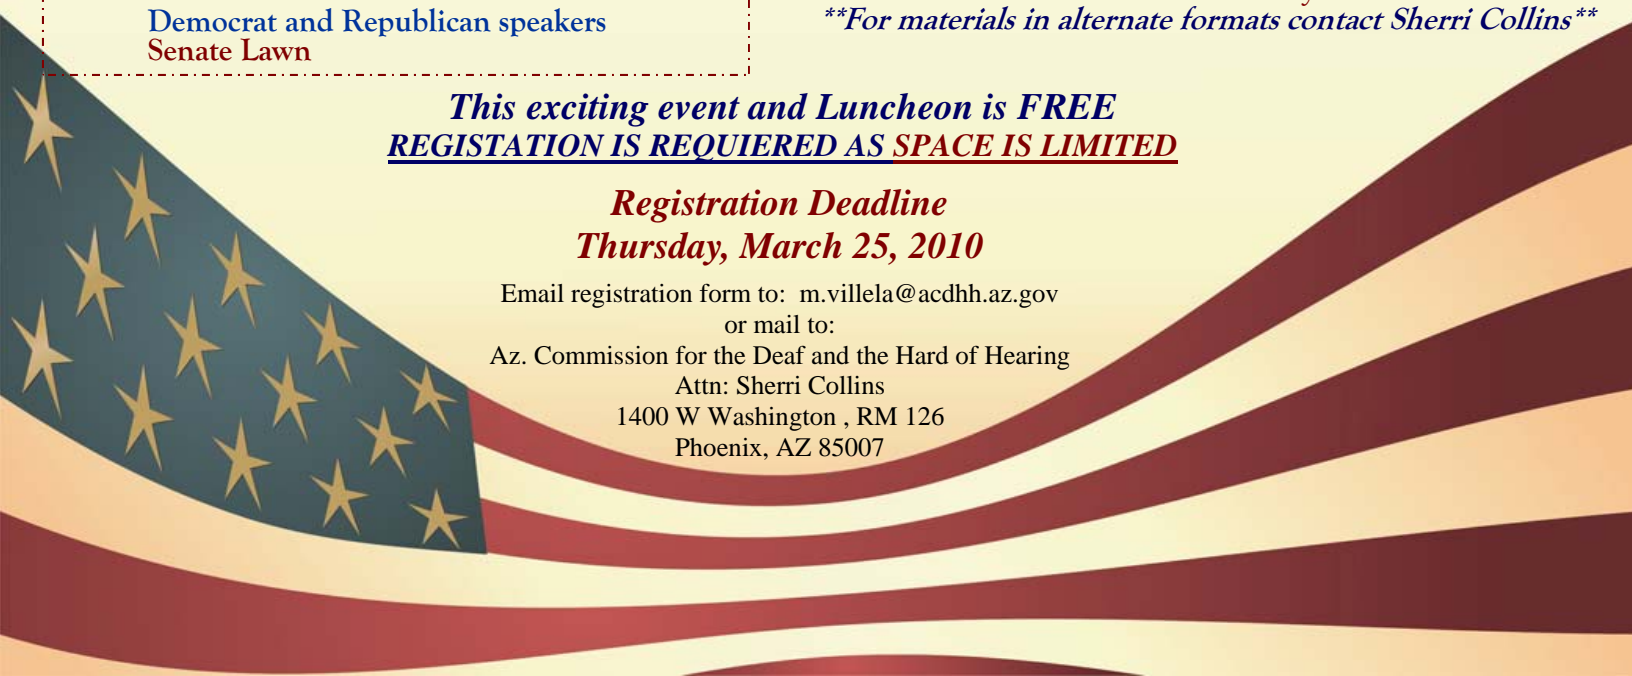 Democrat and Republican speakers
Senate Lawn
**For materials in alternate formats contact Sherri Collins**
This exciting event and Luncheon is FREE
REGISTATION IS REQUIERED AS SPACE IS LIMITED
Registration Deadline
Thursday, March 25, 2010
Email registration form to:  m.villela@acdhh.az.gov
or mail to:
Az. Commission for the Deaf and the Hard of Hearing
Attn: Sherri Collins
1400 W Washington , RM 126
Phoenix, AZ 85007